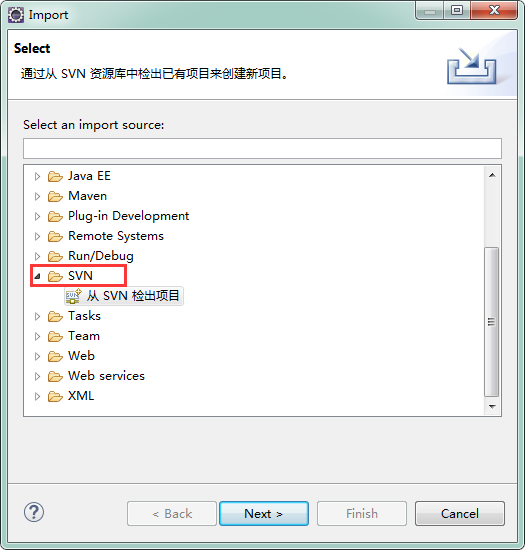 Import
Select
通过从 SVN 资源库中检出已有项目来创建新项目。
Select an import source:
Java EE
Maven
Plug-in Development
Remote Systems
Run/Debug
SVN
SVN 从 SVN 检出项目
Tasks
Team
Web
Web services
XML
?
< Back
Next >
Finish
Cancel